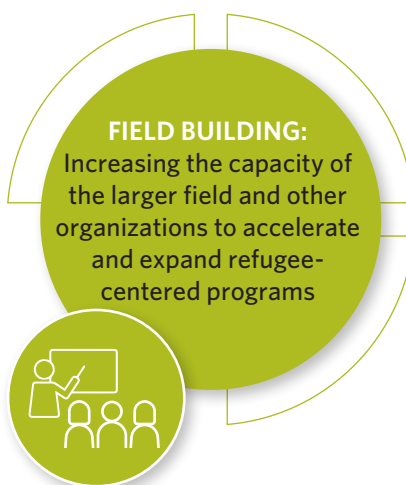 FIELD BUILDING:
Increasing the capacity of
the larger field and other
organizations to accelerate
and expand refugee-
centered programs